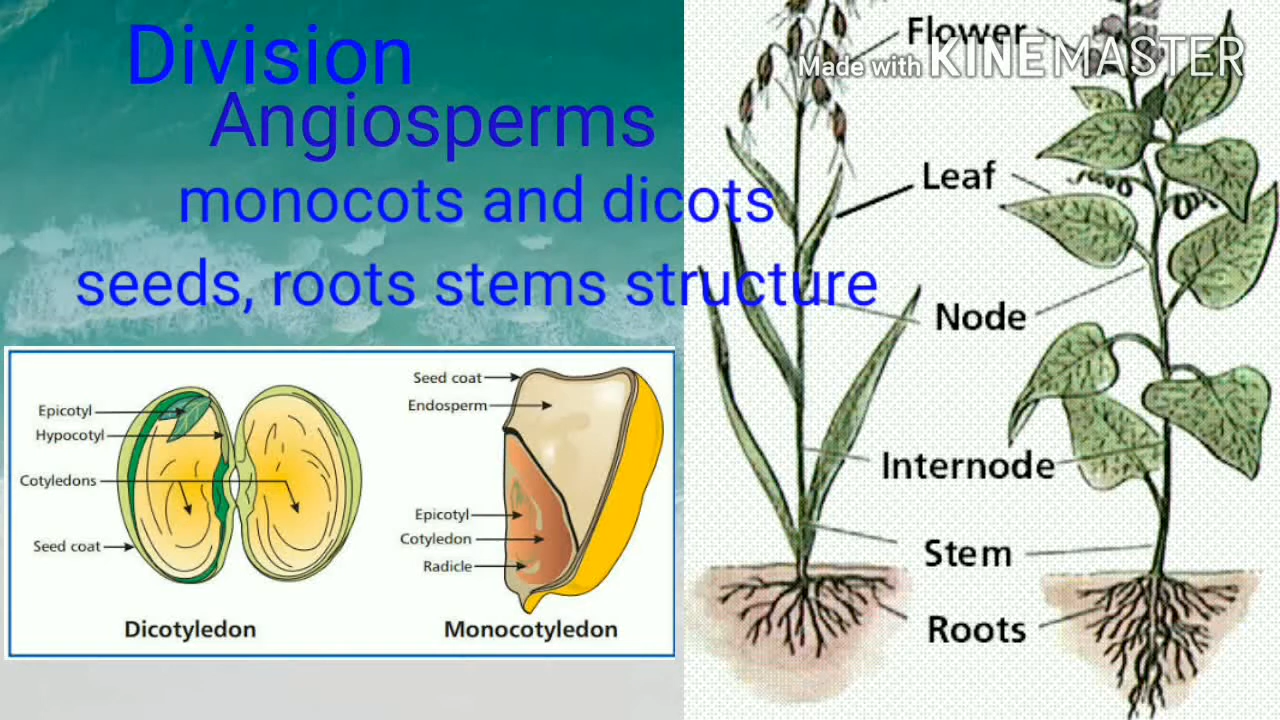 Division
Angiosperms
monocots and dicots
seeds, roots stems structure
Seed coat
Endosperm
Epicotyl
Hypocotyl
Cotyledons
Seed coat
Epicotyl
Cotyledon
Radicle
Dicotyledon
Monocotyledon
Flower
Made with KINEMASTER
Leaf
Node
Internode
Stem
Roots